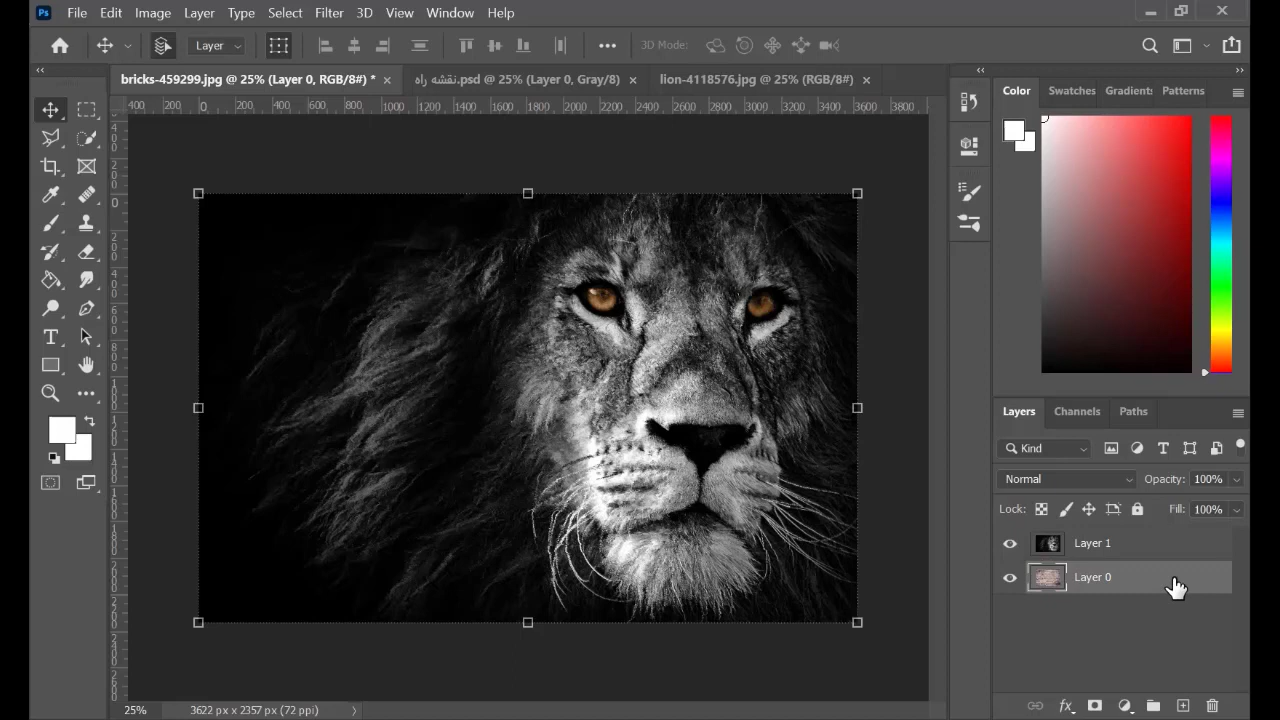 Ps File Edit Image Layer Type Select Filter 3D View Window Help
Layer 3D Mode:
bricks-459299.jpg @ 25% (Layer 0, RGB/8#) * نقشه راه.psd @ 25% (Layer 0, Gray/8) lion-4118576.jpg @ 25% (RGB/8#)
400 200 0 200 400 600 800 1000 1200 1400 1600 1800 2000 2200 2400 2600 2800 3000 3200 3400 3600 3800
Color Swatches Gradients Patterns
Layers Channels Paths
Kind
Normal Opacity: 100%
Lock: Fill: 100%
Layer 1
Layer 0
fx
25% 3622 px x 2357 px (72 ppi)